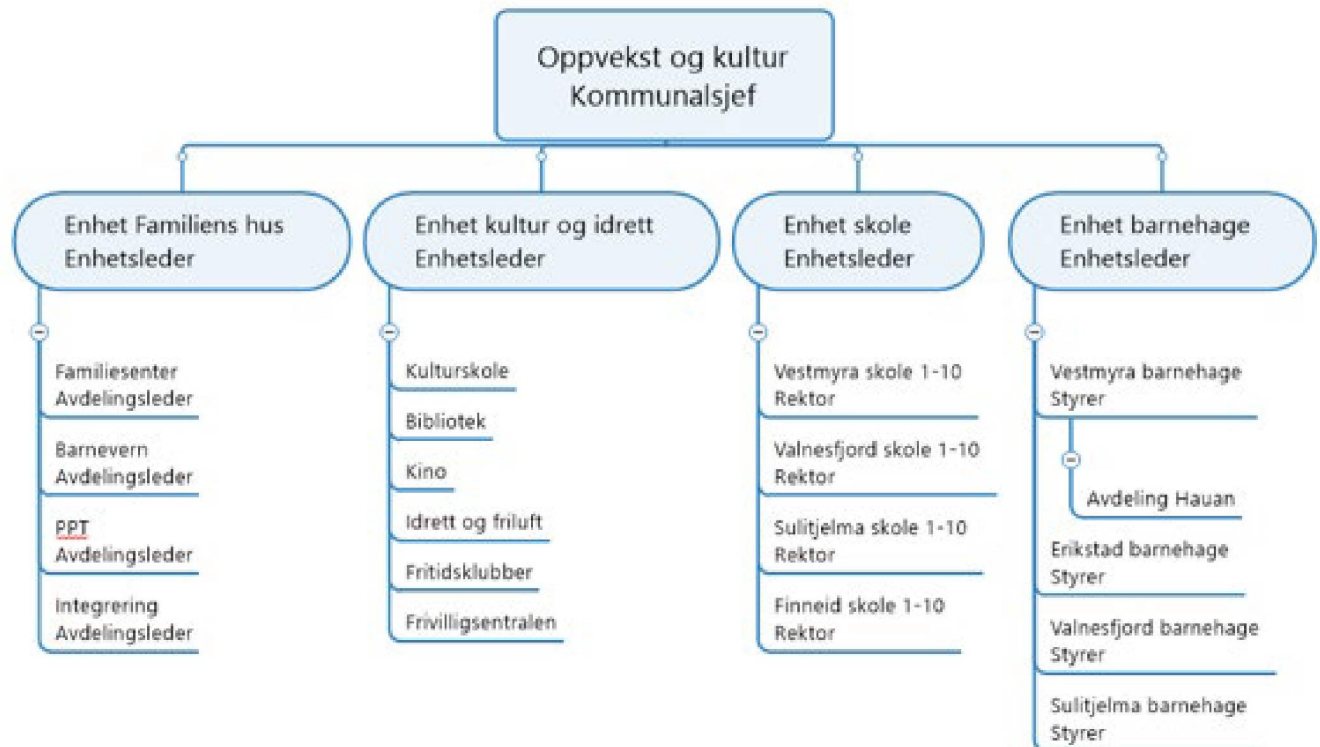 Oppvekst og kultur
Kommunalsjef
Enhet Familiens hus
Enhetsleder
Familiesenter
Avdelingsleder
Barnevern
Avdelingsleder
PPT
Avdelingsleder
Integrering
Avdelingsleder
Enhet kultur og idrett
Enhetsleder
Kulturskole
Bibliotek
Kino
Idrett og friluft
Fritidsklubber
Frivilligsentralen
Enhet skole
Enhetsleder
Vestmyra skole 1-10
Rektor
Valnesfjord skole 1-10
Rektor
Sulitjelma skole 1-10
Rektor
Finneid skole 1-10
Rektor
Enhet barnehage
Enhetsleder
Vestmyra barnehage
Styrer
Avdeling Hauan
Erikstad barnehage
Styrer
Valnesfjord barnehage
Styrer
Sulitjelma barnehage
Styrer